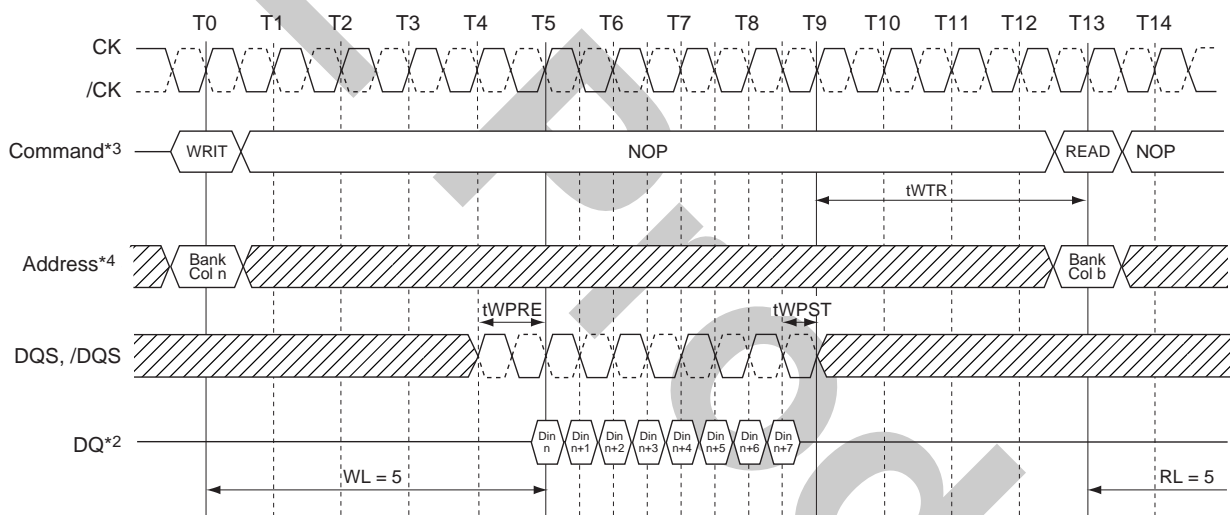 T0 T1 T2 T3 T4 T5 T6 T7 T8 T9 T10 T11 T12 T13 T14
CK
/CK
Command*3 WRIT NOP READ NOP
tWTR
Address*4 Bank Col n Bank Col b
tWPRE tWPST
DQS, /DQS
DQ*2 Din n Din n+1 Din n+2 Din n+3 Din n+4 Din n+5 Din n+6 Din n+7
WL = 5 RL = 5